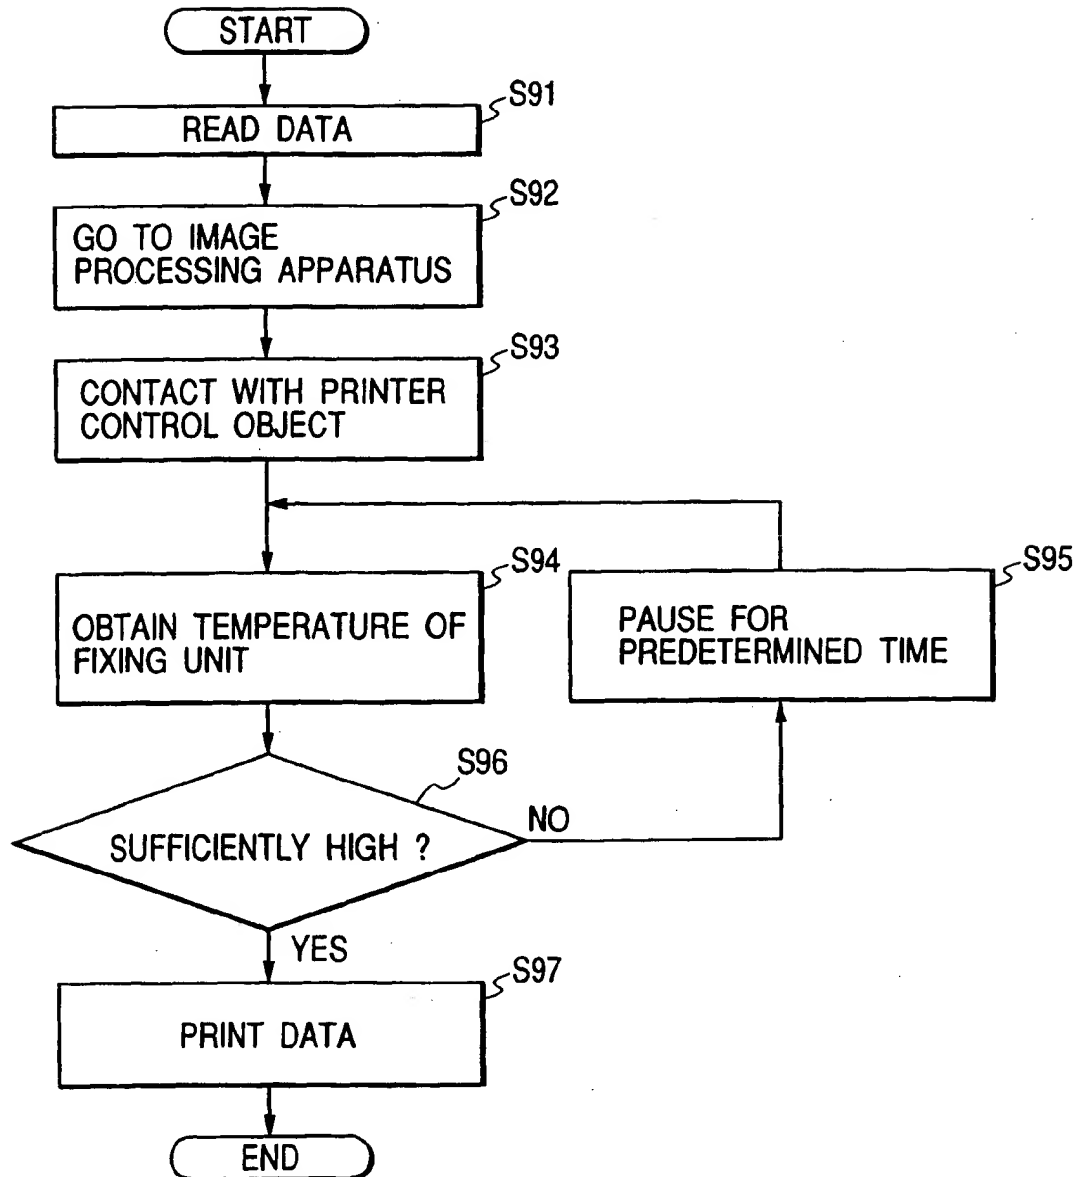 START
S91
READ DATA
S92
GO TO IMAGE
PROCESSING APPARATUS
S93
CONTACT WITH PRINTER
CONTROL OBJECT
S94
OBTAIN TEMPERATURE OF
FIXING UNIT
S95
PAUSE FOR
PREDETERMINED TIME
S96
SUFFICIENTLY HIGH ?
NO
YES
S97
PRINT DATA
END